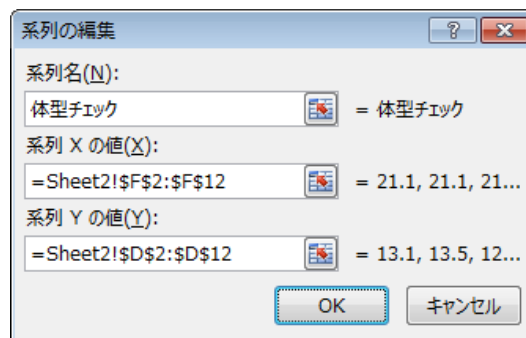 系列の編集
系列名(N):
体型チェック = 体型チェック
系列 X の値(X):
=Sheet2!$F$2:$F$12 = 21.1, 21.1, 21...
系列 Y の値(Y):
=Sheet2!$D$2:$D$12 = 13.1, 13.5, 12...
OK キャンセル